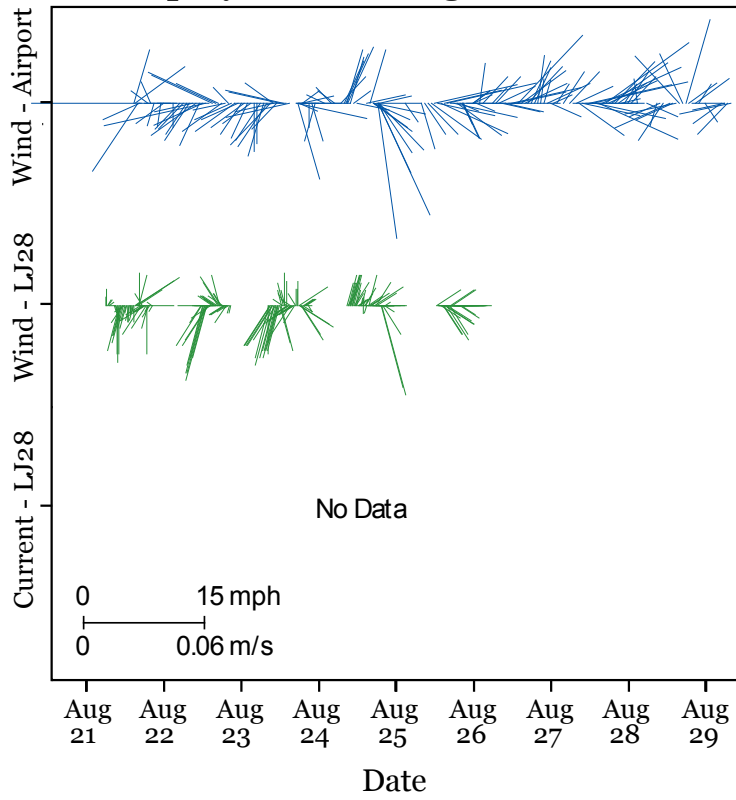 Wind - Airport
Wind - LJ28
Current - LJ28
No Data
0 15 mph
0 0.06 m/s
Aug Aug Aug Aug Aug Aug Aug Aug Aug
21 22 23 24 25 26 27 28 29
Date